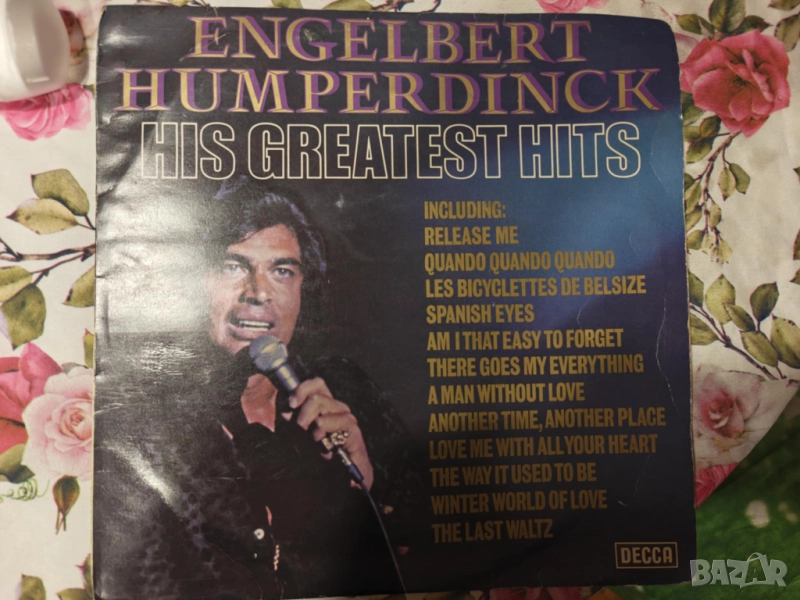 ENGELBERT
HUMPERDINCK
HIS GREATEST HITS
INCLUDING:
RELEASE ME
QUANDO QUANDO QUANDO
LES BICYCLETTES DE BELSIZE
SPANISH EYES
AM I THAT EASY TO FORGET
THERE GOES MY EVERYTHING
A MAN WITHOUT LOVE
ANOTHER TIME, ANOTHER PLACE
LOVE ME WITH ALL YOUR HEART
THE WAY IT USED TO BE
WINTER WORLD OF LOVE
THE LAST WALTZ
DECCA
BAZAR